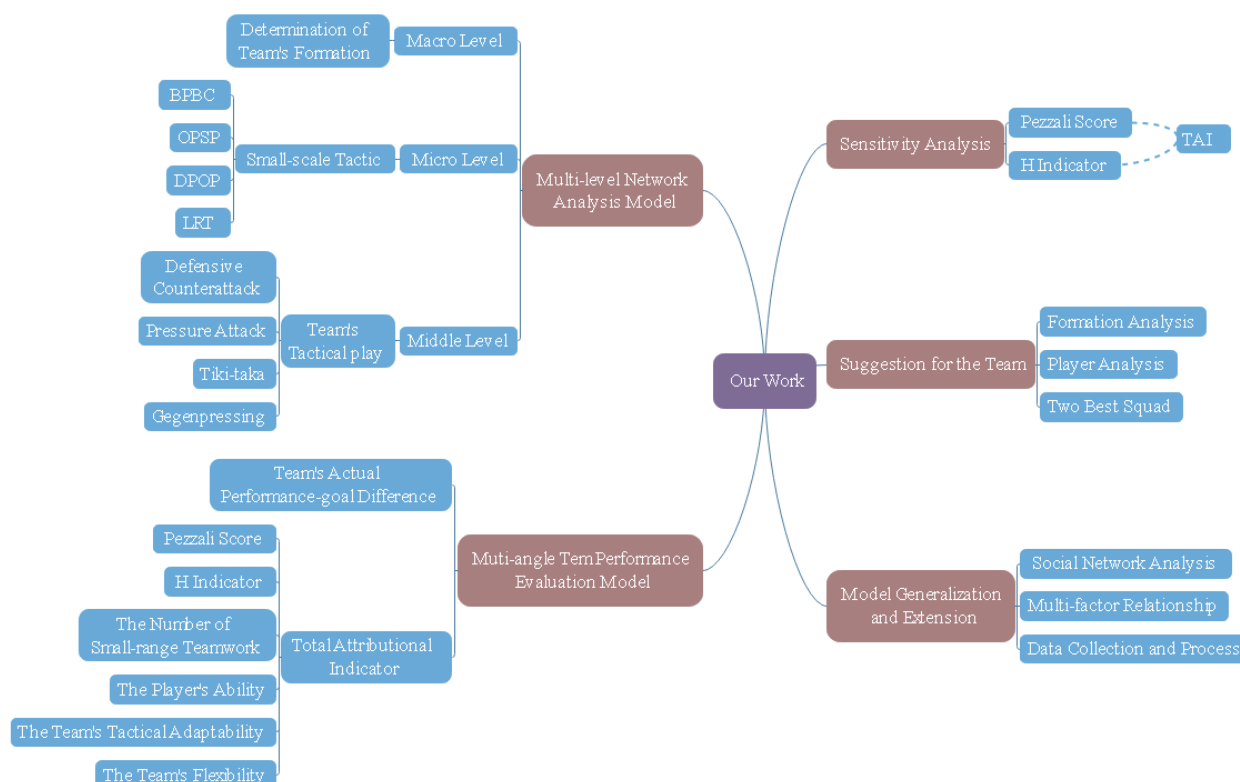 Determination of
Team's Formation
Macro Level
BPBC
OPSP
DPOP
LRT
Small-scale Tactic
Micro Level
Defensive
Counterattack
Pressure Attack
Tiki-taka
Gegenpressing
Team's
Tactical play
Middle Level
Multi-level Network
Analysis Model
Team's Actual
Performance-goal Difference
Pezzali Score
H Indicator
The Number of
Small-range Teamwork
The Player's Ability
The Team's Tactical Adaptability
The Team's Flexibility
Total Attributional
Indicator
Muti-angle Tem Performance
Evaluation Model
Our Work
Sensitivity Analysis
Pezzali Score
H Indicator
TAI
Suggestion for the Team
Formation Analysis
Player Analysis
Two Best Squad
Model Generalization
and Extension
Social Network Analysis
Multi-factor Relationship
Data Collection and Process